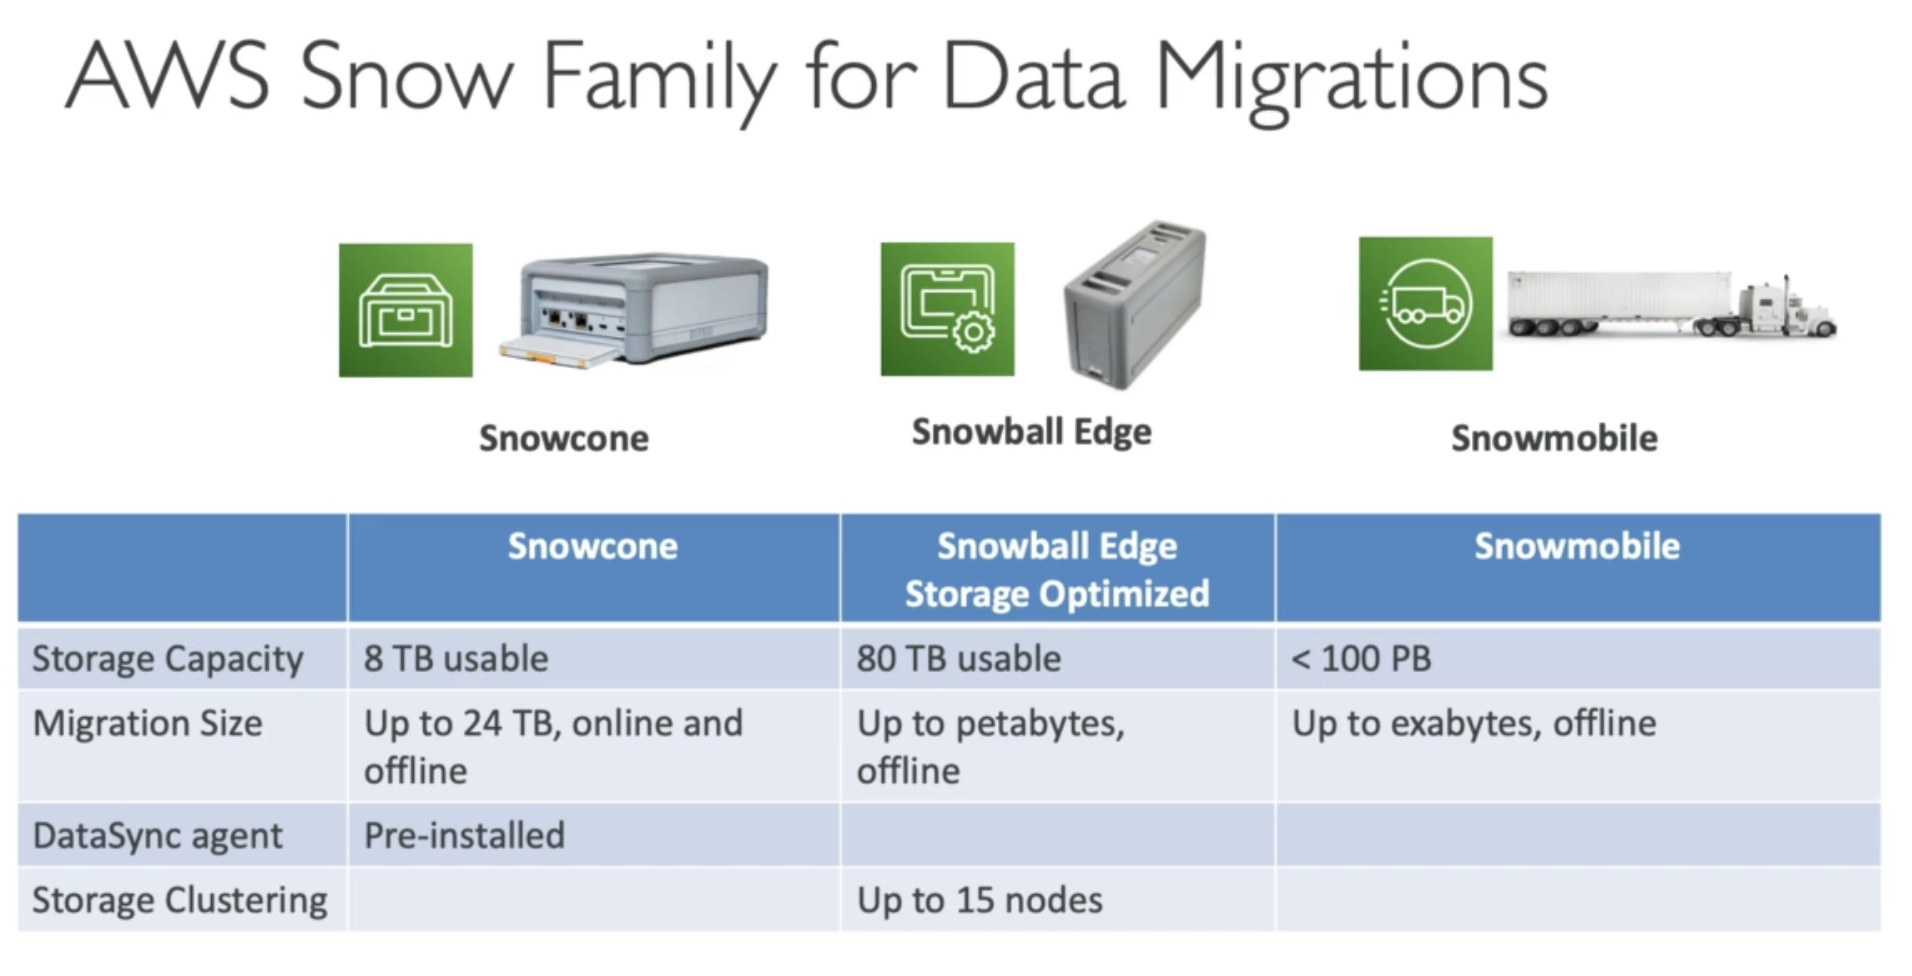 AWS Snow Family for Data Migrations
Snowcone
Snowball Edge
Snowmobile
Snowcone
Snowball Edge
Storage Optimized
Snowmobile
Storage Capacity
8 TB usable
80 TB usable
< 100 PB
Migration Size
Up to 24 TB, online and
offline
Up to petabytes,
offline
Up to exabytes, offline
DataSync agent
Pre-installed
Storage Clustering
Up to 15 nodes